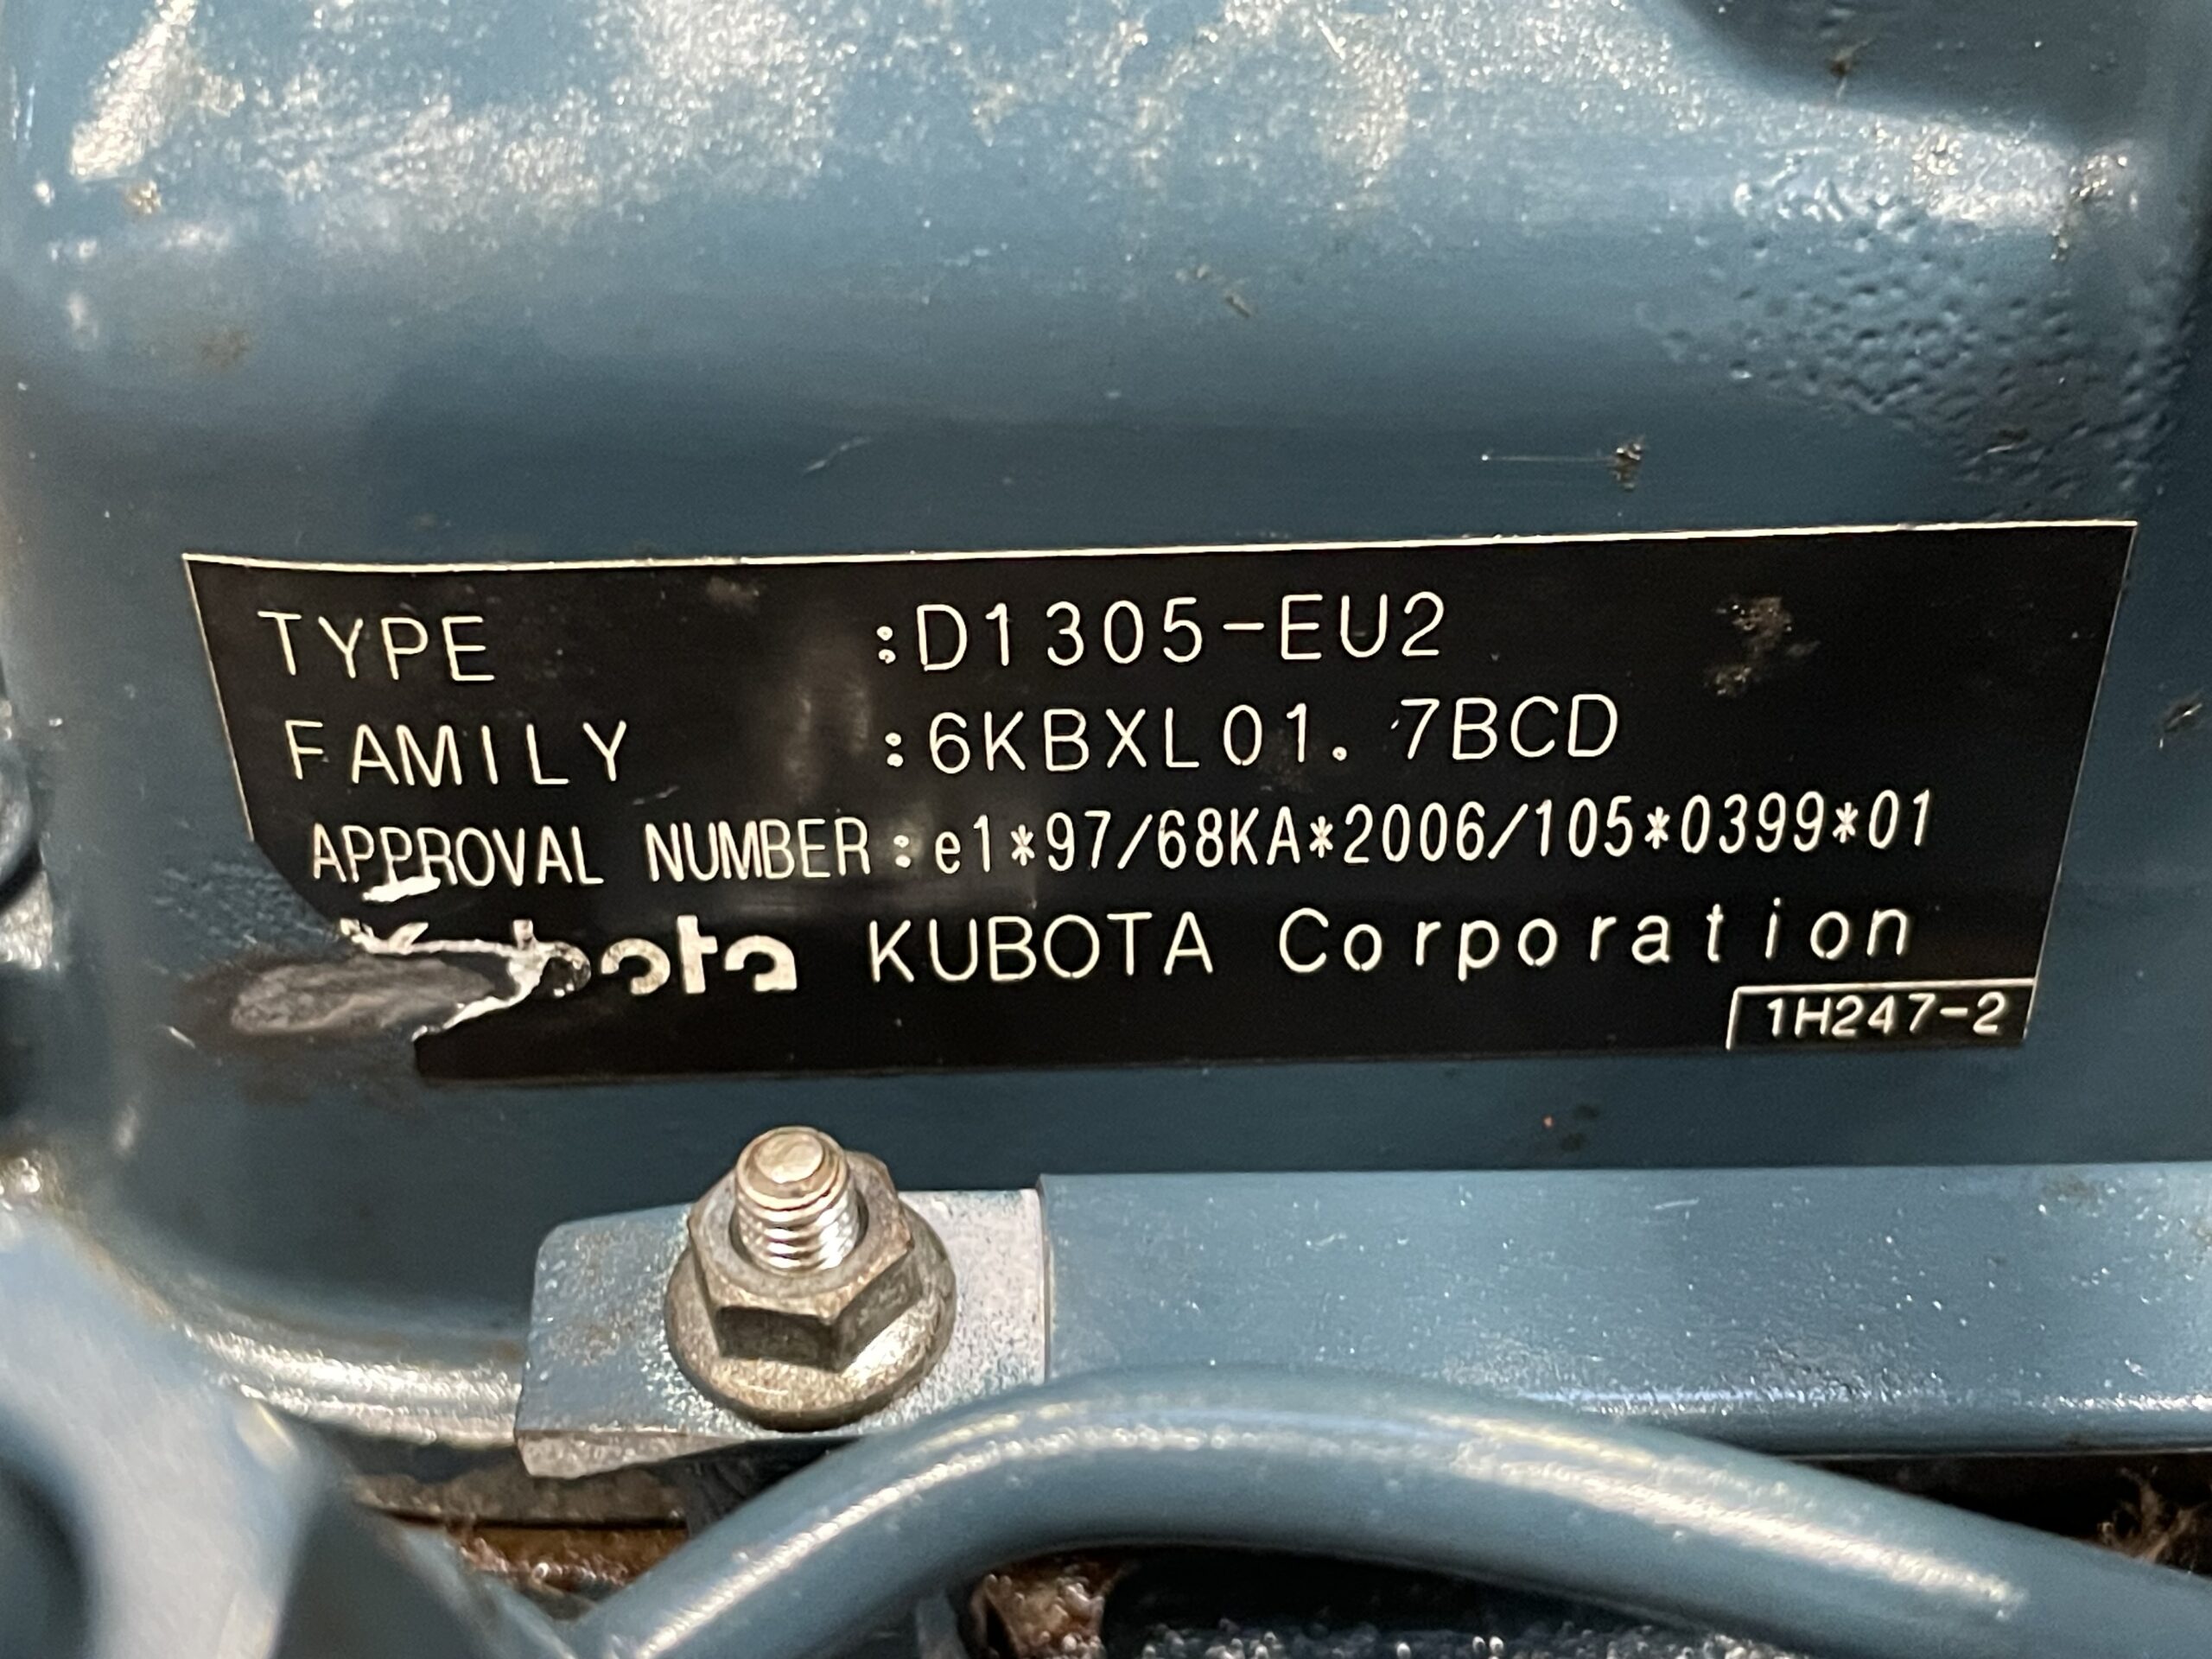 TYPE :D1305-EU2
FAMILY :6KBXL01.7BCD
APPROVAL NUMBER:e1*97/68KA*2006/105*0399*01
Kubota KUBOTA Corporation
1H247-2